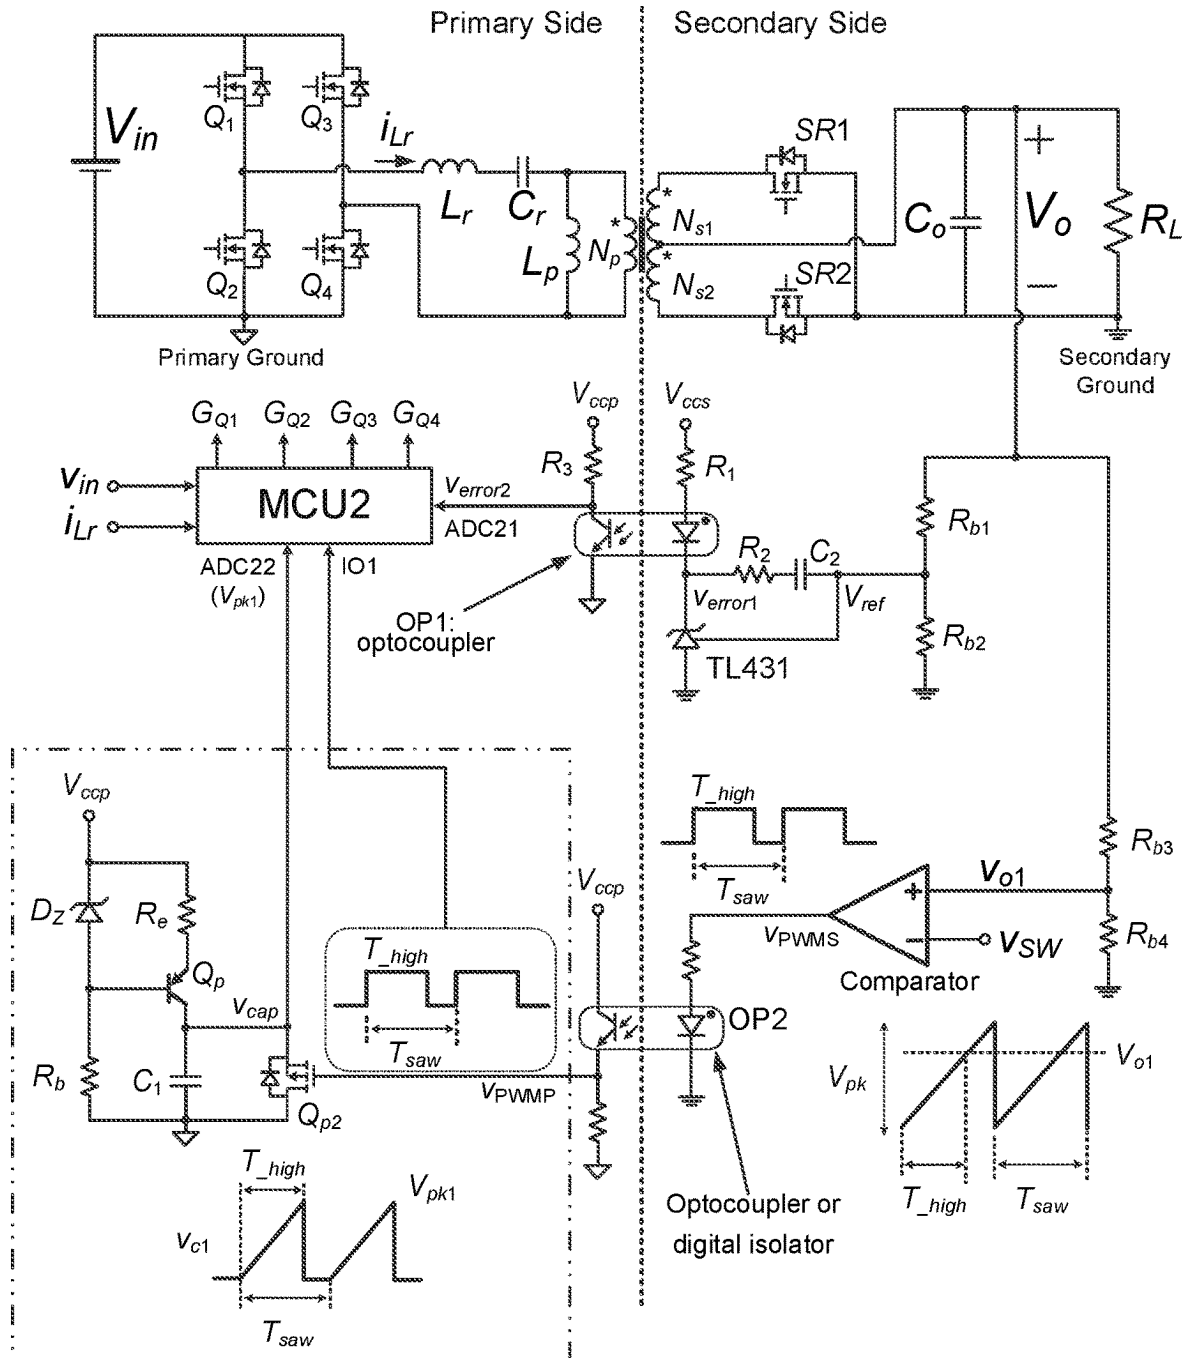 Primary Side
Secondary Side
V_in
Q_1
Q_3
i_Lr
L_r
C_r
Q_2
Q_4
L_p
N_p
*
*
N_s1
*
N_s2
SR1
SR2
C_o
+
V_o
−
R_L
Primary Ground
Secondary
Ground
G_Q1
G_Q2
G_Q3
G_Q4
V_ccp
V_ccs
R_3
R_1
v_in
i_Lr
MCU2
v_error2
ADC21
ADC22
(V_pk1)
IO1
OP1:
optocoupler
R_2
C_2
v_error1
V_ref
TL431
R_b1
R_b2
V_ccp
D_Z
R_e
Q_p
v_cap
R_b
C_1
Q_p2
T_high
T_saw
V_ccp
v_PWMP
T_high
T_saw
v_PWMS
+
−
v_o1
v_SW
Comparator
R_b3
R_b4
OP2
V_pk
V_o1
T_high
T_saw
T_high
V_pk1
v_c1
T_saw
Optocoupler or
digital isolator